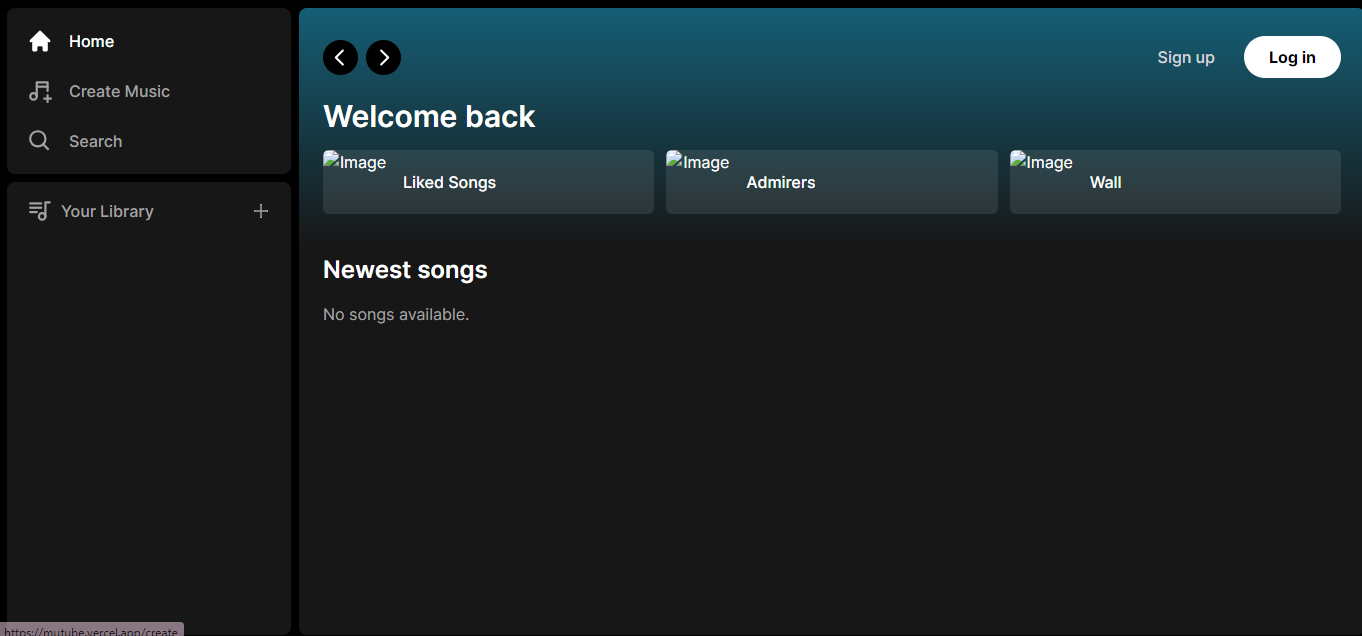 Home
Create Music
Search
Your Library
Sign up
Log in
Welcome back
Image
Liked Songs
Image
Admirers
Image
Wall
Newest songs
No songs available.
https://mutube.vercel.app/create